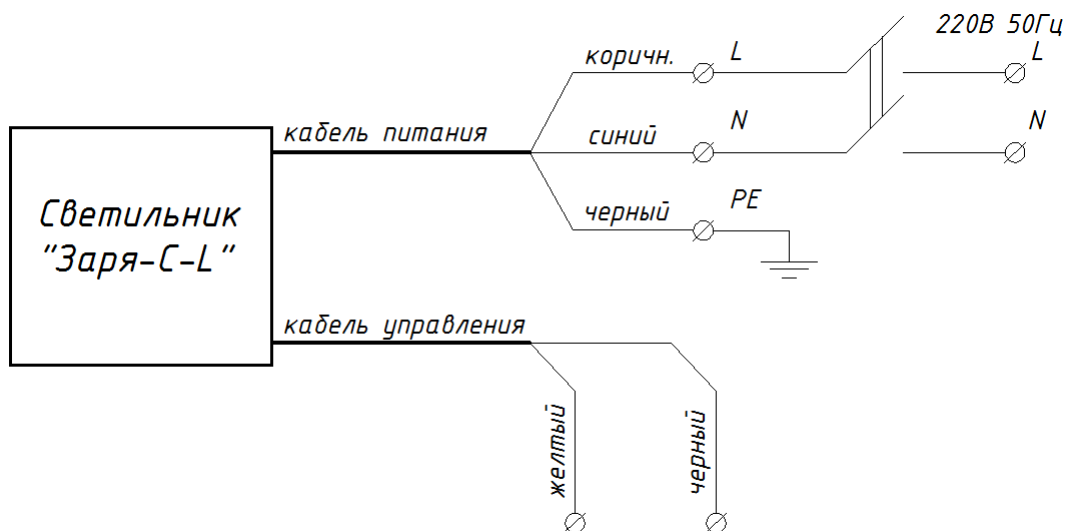 220В 50Гц
коричн.
L
L
кабель питания
синий
N
N
Светильник
"Заря-С-L"
черный
PE
кабель управления
желтый
черный